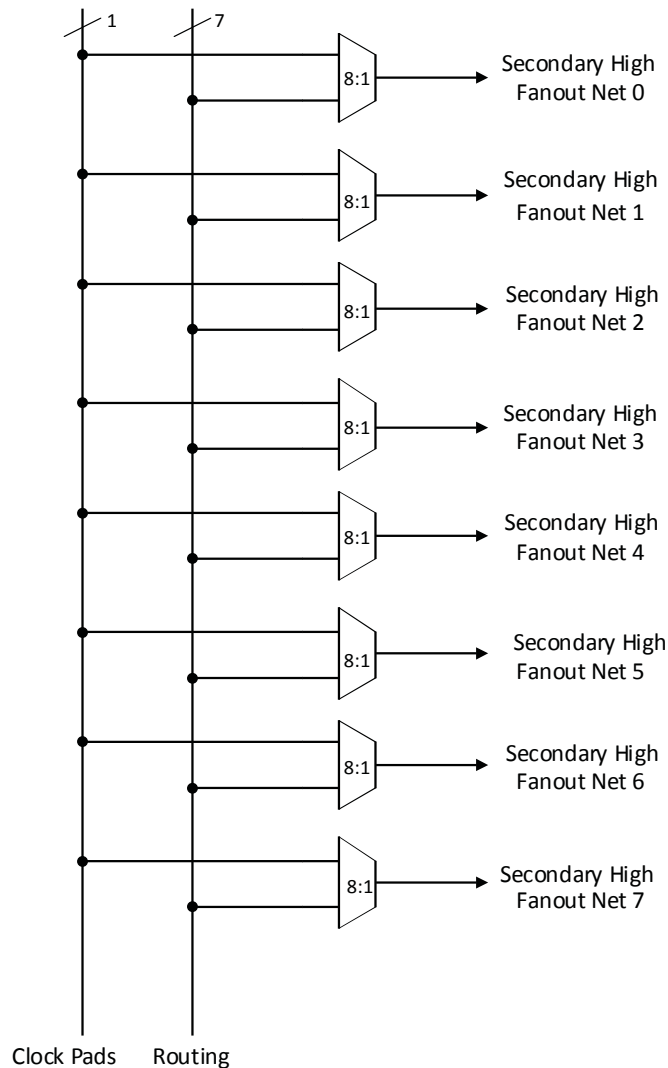 1
7
8:1
Secondary High
Fanout Net 0
8:1
Secondary High
Fanout Net 1
8:1
Secondary High
Fanout Net 2
8:1
Secondary High
Fanout Net 3
8:1
Secondary High
Fanout Net 4
8:1
Secondary High
Fanout Net 5
8:1
Secondary High
Fanout Net 6
8:1
Secondary High
Fanout Net 7
Clock Pads
Routing